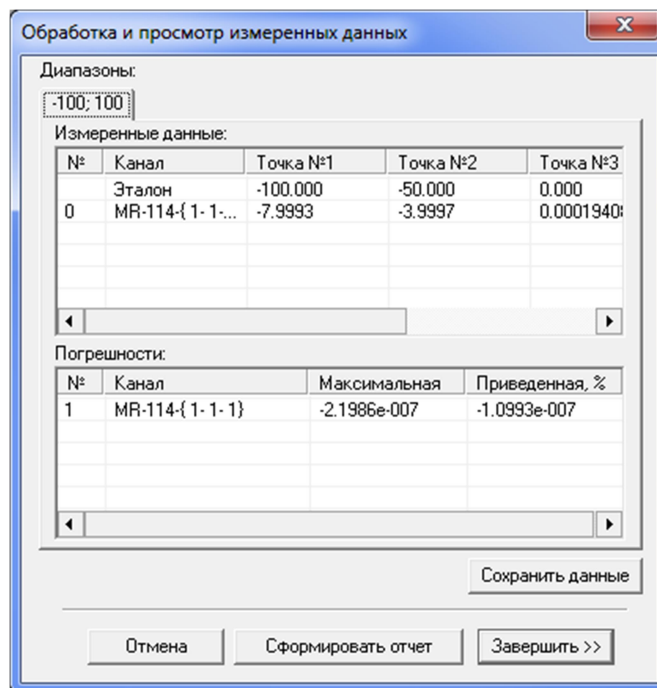 Обработка и просмотр измеренных данных
Диапазоны:
-100; 100
Измеренные данные:
№ Канал Точка №1 Точка №2 Точка №3
Эталон -100.000 -50.000 0.000
0 MR-114-{ 1- 1-... -7.9993 -3.9997 0.0001940
Погрешности:
№ Канал Максимальная Приведенная, %
1 MR-114-{ 1- 1- 1} -2.1986e-007 -1.0993e-007
Сохранить данные
Отмена Сформировать отчет Завершить >>